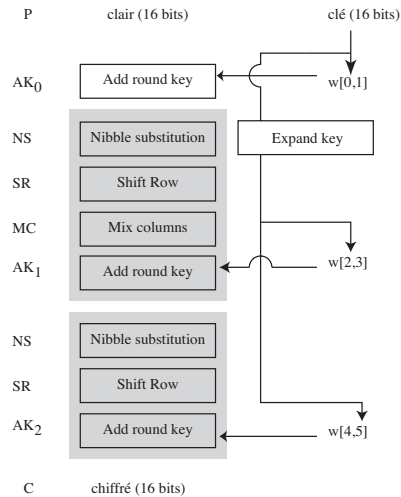 P clair (16 bits) clé (16 bits)
AK0 Add round key w[0,1]
NS Nibble substitution Expand key
SR Shift Row
MC Mix columns
AK1 Add round key w[2,3]
NS Nibble substitution
SR Shift Row
AK2 Add round key w[4,5]
C chiffré (16 bits)